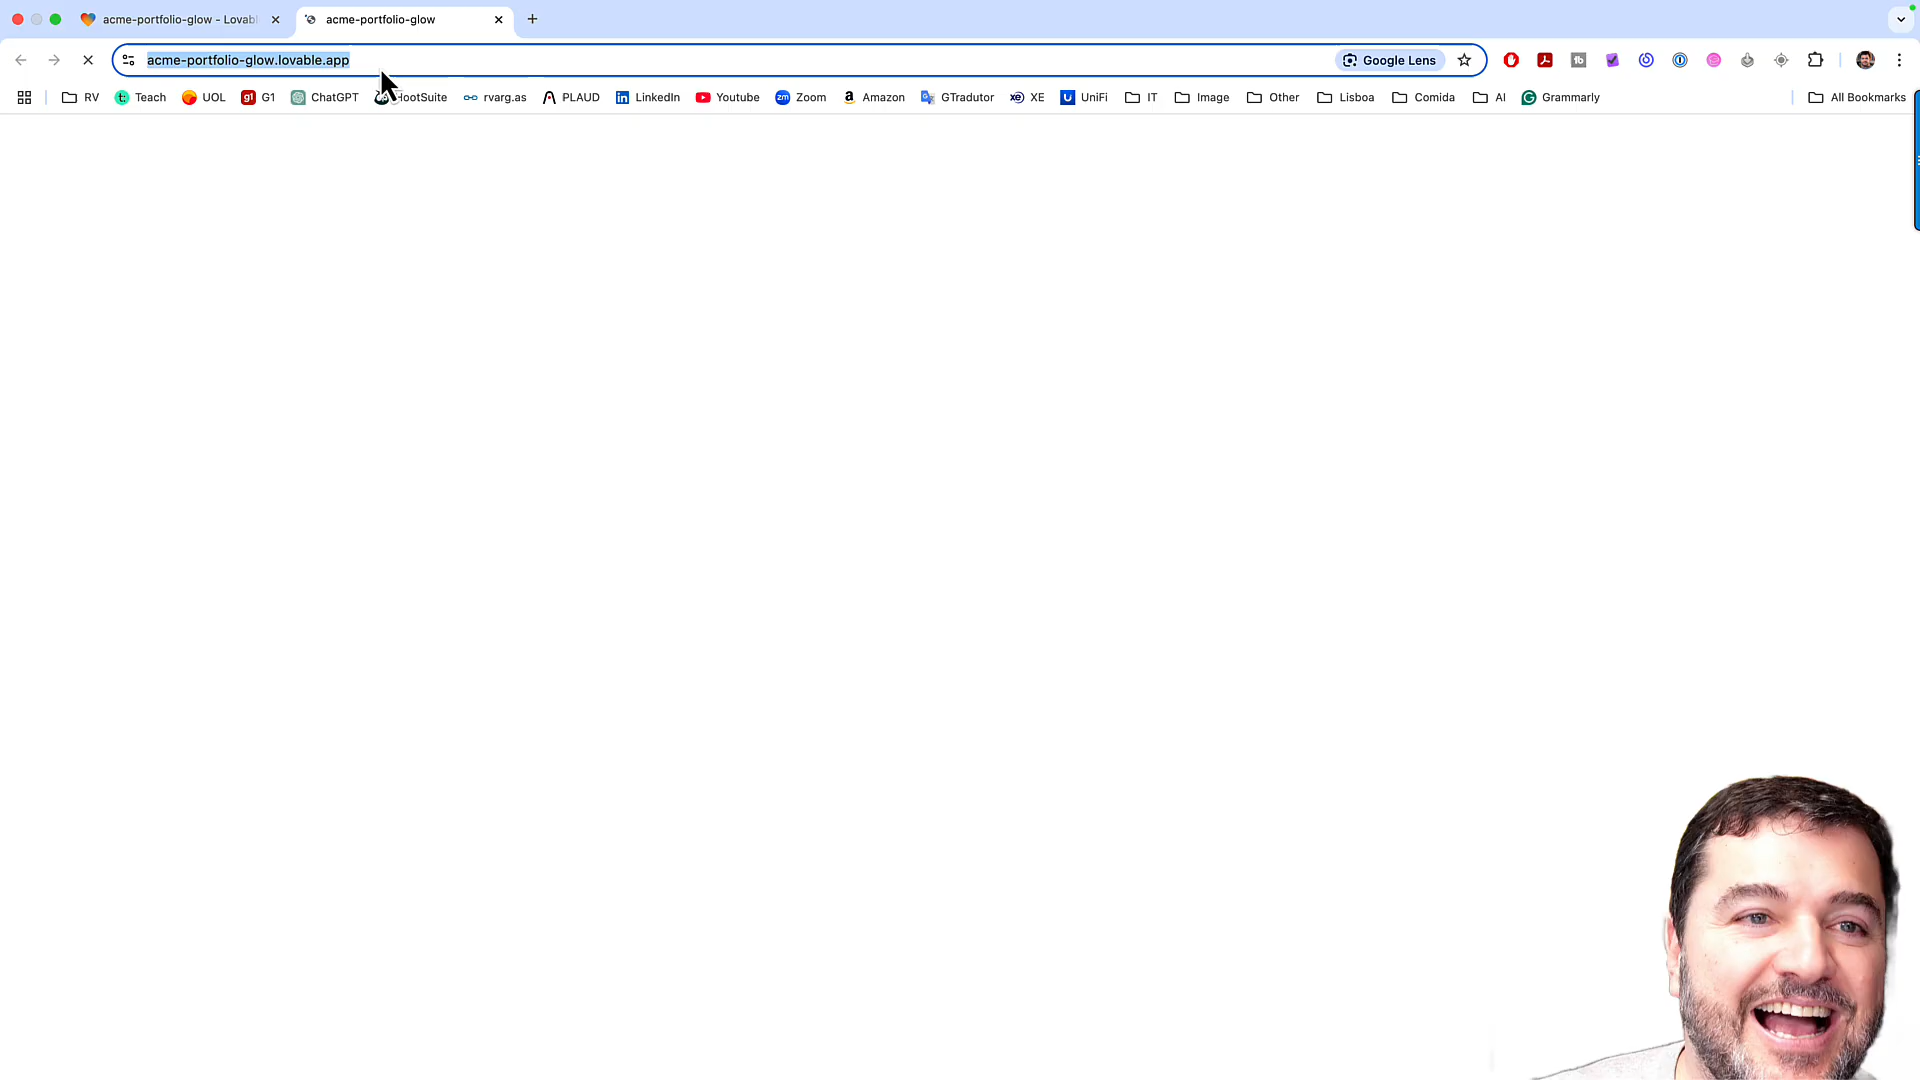 acme-portfolio-glow - Lovabl
acme-portfolio-glow
acme-portfolio-glow.lovable.app
Google Lens
RV
Teach
UOL
G1
ChatGPT
HootSuite
rvarg.as
PLAUD
LinkedIn
Youtube
Zoom
Amazon
GTradutor
XE
UniFi
IT
Image
Other
Lisboa
Comida
AI
Grammarly
All Bookmarks